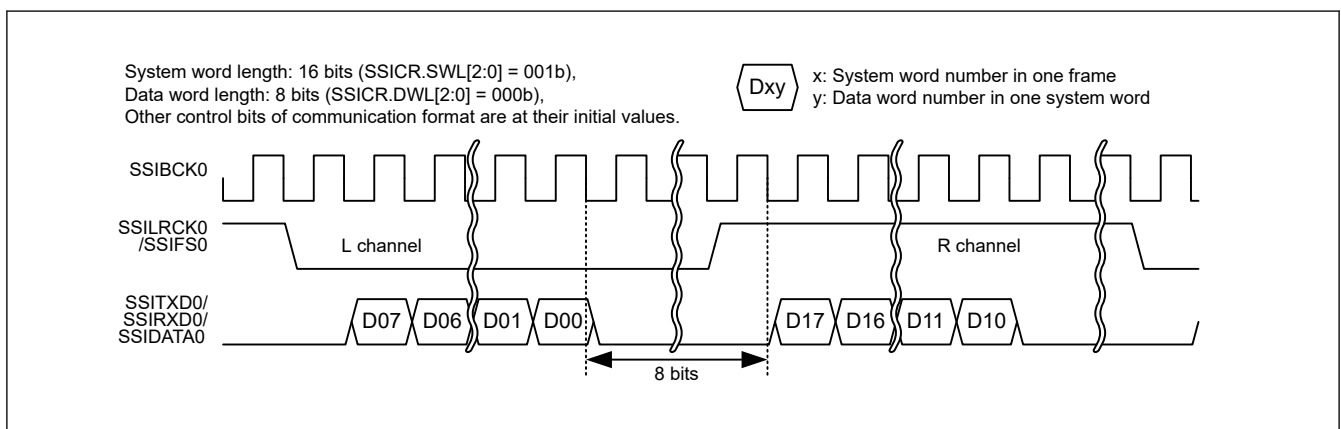 System word length: 16 bits (SSICR.SWL[2:0] = 001b),
Data word length: 8 bits (SSICR.DWL[2:0] = 000b),
Other control bits of communication format are at their initial values.
Dxy
x: System word number in one frame
y: Data word number in one system word
SSIBCK0
SSILRCK0
/SSIFS0
L channel
R channel
SSITXD0/
SSIRXD0/
SSIDATA0
D07 D06 D01 D00 D17 D16 D11 D10
8 bits